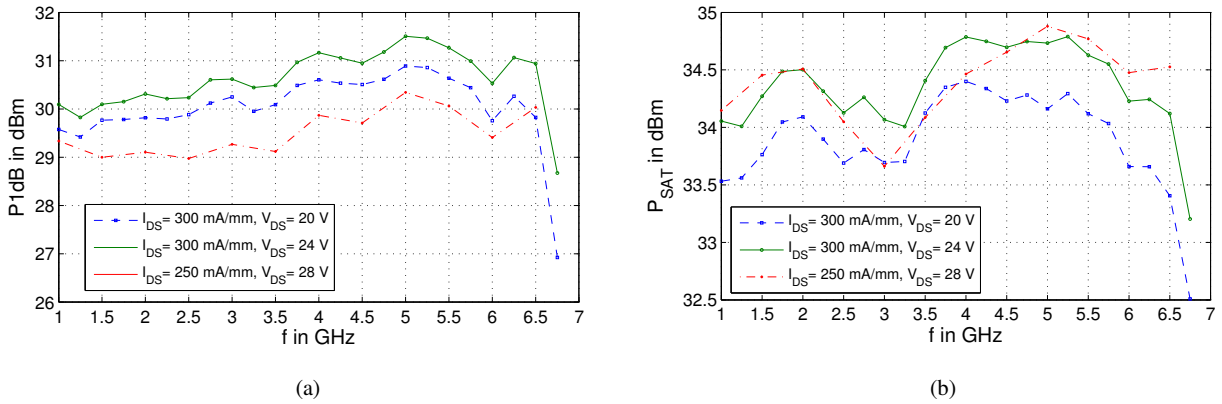 P1dB in dBm
32
31
30
29
28
27
26
I_DS= 300 mA/mm, V_DS= 20 V
I_DS= 300 mA/mm, V_DS= 24 V
I_DS= 250 mA/mm, V_DS= 28 V
1 1.5 2 2.5 3 3.5 4 4.5 5 5.5 6 6.5 7
f in GHz
(a)
P_SAT in dBm
35
34.5
34
33.5
33
32.5
I_DS= 300 mA/mm, V_DS= 20 V
I_DS= 300 mA/mm, V_DS= 24 V
I_DS= 250 mA/mm, V_DS= 28 V
1 1.5 2 2.5 3 3.5 4 4.5 5 5.5 6 6.5 7
f in GHz
(b)